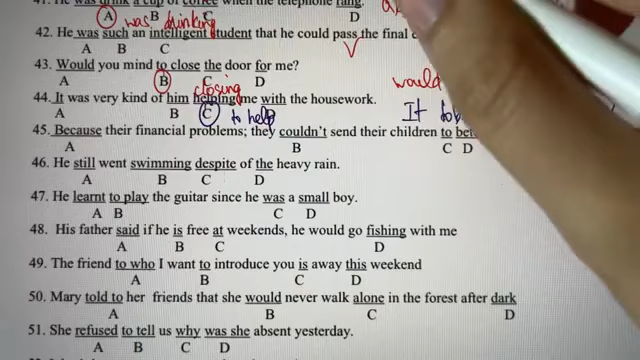 41. He was drink a cup of coffee when the telephone rang.
A B C D
was drinking
42. He was such an intelligent student that he could pass the final
A B C
43. Would you mind to close the door for me?
A B C D
closing
would
44. It was very kind of him helping me with the housework.
A B C
to help
It
45. Because their financial problems; they couldn't send their children to
A B C D
46. He still went swimming despite of the heavy rain.
A B C D
47. He learnt to play the guitar since he was a small boy.
A B C D
48. His father said if he is free at weekends, he would go fishing with me
A B C D
49. The friend to who I want to introduce you is away this weekend
A B C D
50. Mary told to her friends that she would never walk alone in the forest after dark
A B C D
51. She refused to tell us why was she absent yesterday.
A B C D